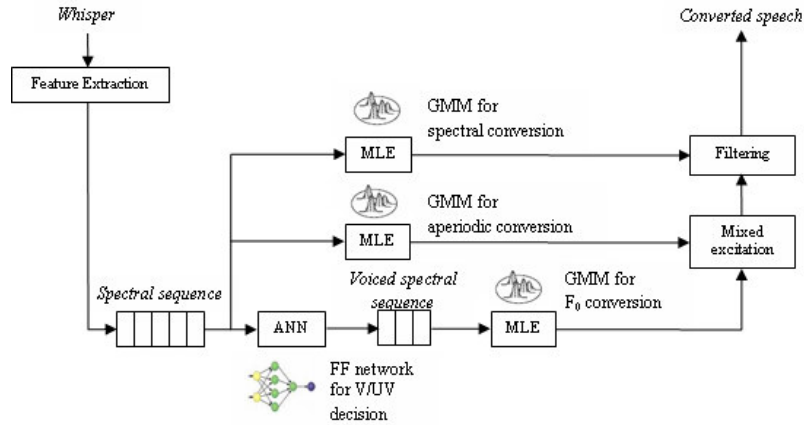 Whisper
Converted speech
Feature Extraction
GMM for
spectral conversion
MLE
Filtering
GMM for
aperiodic conversion
MLE
Mixed
excitation
Spectral sequence
Voiced spectral
sequence
GMM for
F₀ conversion
ANN
MLE
FF network
for V/UV
decision